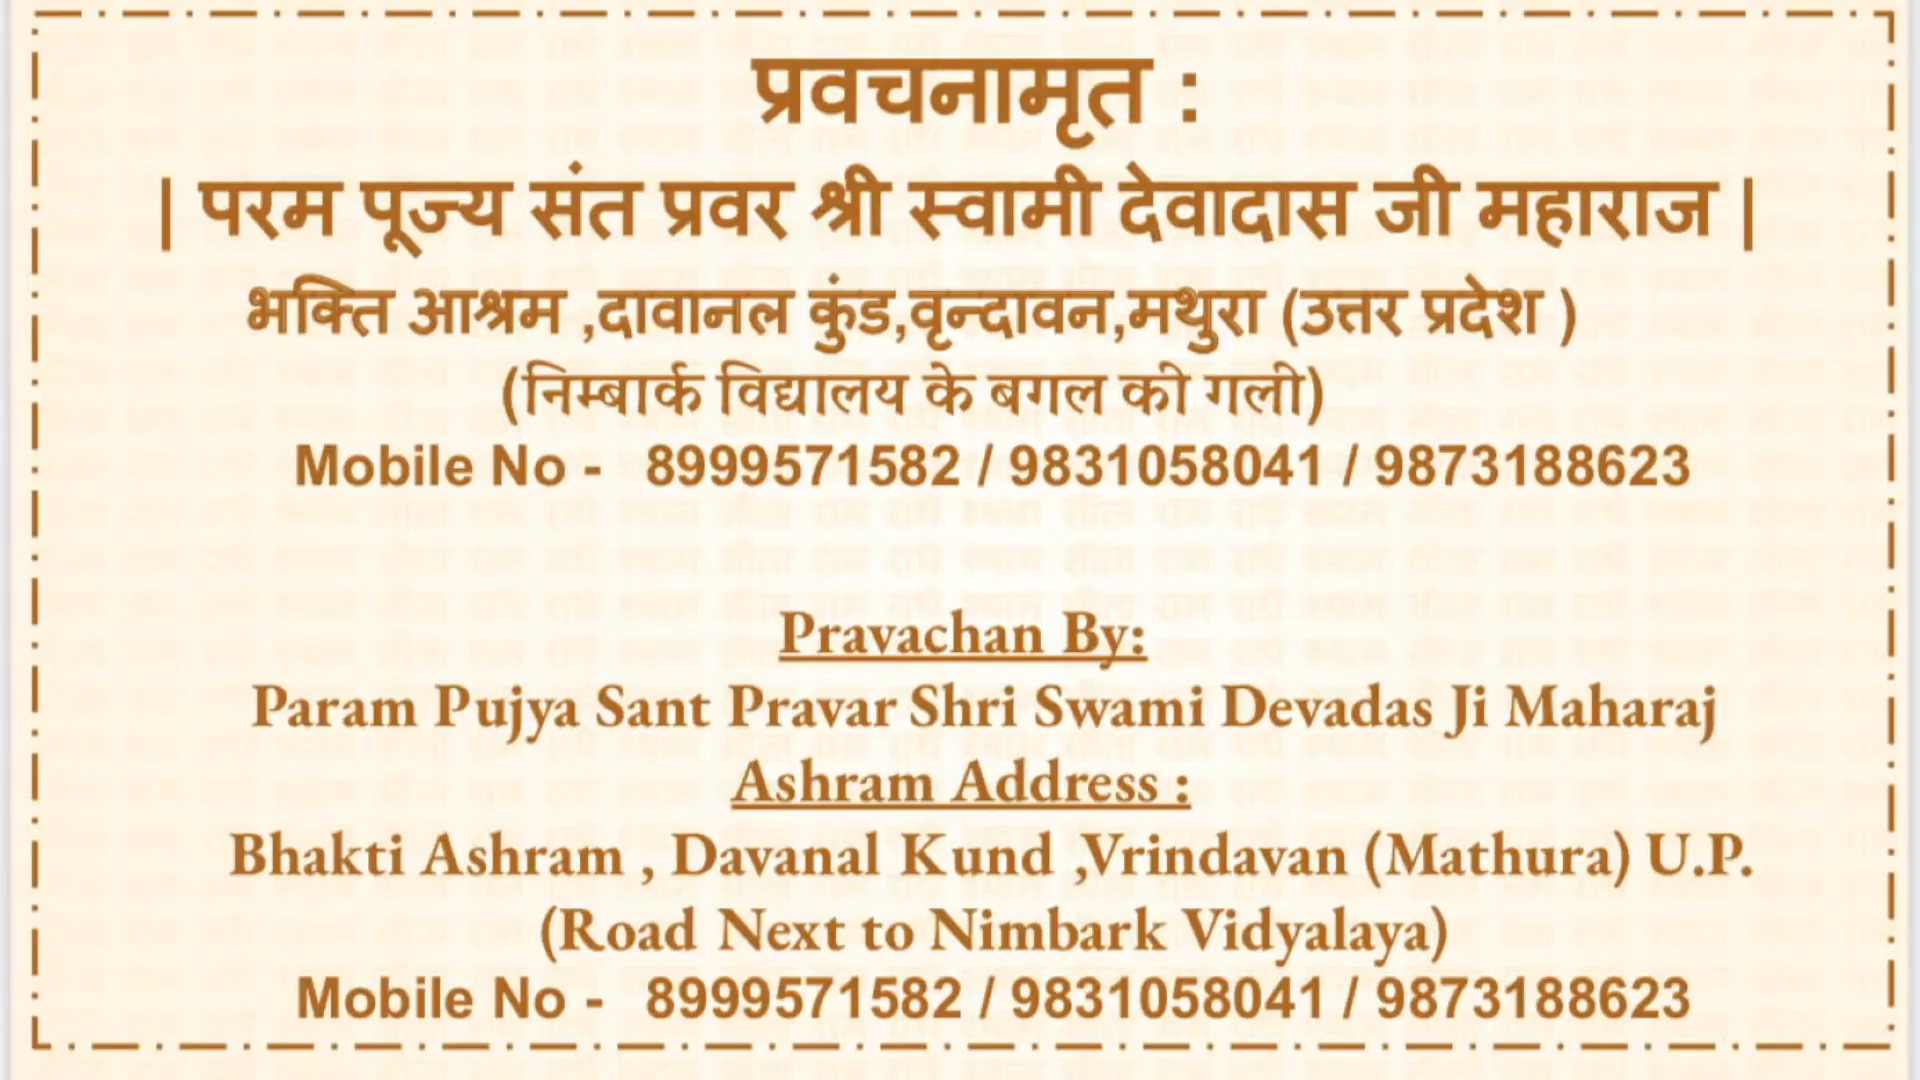 प्रवचनामृत :
| परम पूज्य संत प्रवर श्री स्वामी देवादास जी महाराज |
भक्ति आश्रम ,दावानल कुंड,वृन्दावन,मथुरा (उत्तर प्रदेश )
(निम्बार्क विद्यालय के बगल की गली)
Mobile No - 8999571582 / 9831058041 / 9873188623
Pravachan By:
Param Pujya Sant Pravar Shri Swami Devadas Ji Maharaj
Ashram Address :
Bhakti Ashram , Davanal Kund ,Vrindavan (Mathura) U.P.
(Road Next to Nimbark Vidyalaya)
Mobile No - 8999571582 / 9831058041 / 9873188623